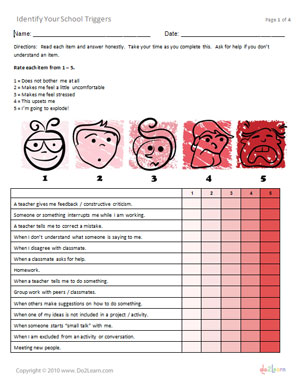 Identify Your School Triggers
Page 1 of 4
Name: Date:
Directions: Read each item and answer honestly. Take your time as you complete this. Ask for help if you don't
understand an item.
Rate each item from 1 – 5.
1 = Does not bother me at all
2 = Makes me feel a little uncomfortable
3 = Makes me feel stressed
4 = This upsets me
5 = I'm going to explode!
1 2 3 4 5
1 2 3 4 5
A teacher gives me feedback / constructive criticism.
Someone or something interrupts me while I am working.
A teacher tells me to correct a mistake.
When I don't understand what someone is saying to me.
When I disagree with classmate.
When a classmate asks for help.
Homework.
When a teacher tells me to do something.
Group work with peers / classmates.
When others make suggestions on how to do something.
When one of my ideas is not included in a project / activity.
When someone starts "small talk" with me.
When I am excluded from an activity or conversation.
Meeting new people.
Copyright © 2010 www.Do2Learn.com
do2Learn